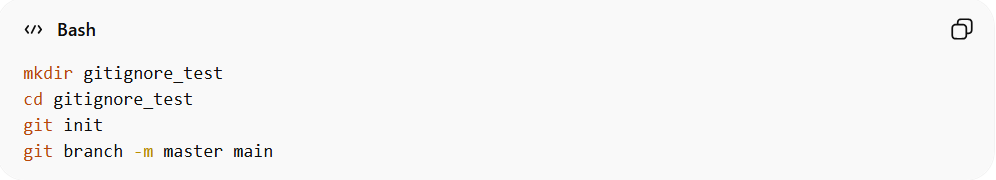 Bash
mkdir gitignore_test
cd gitignore_test
git init
git branch -m master main